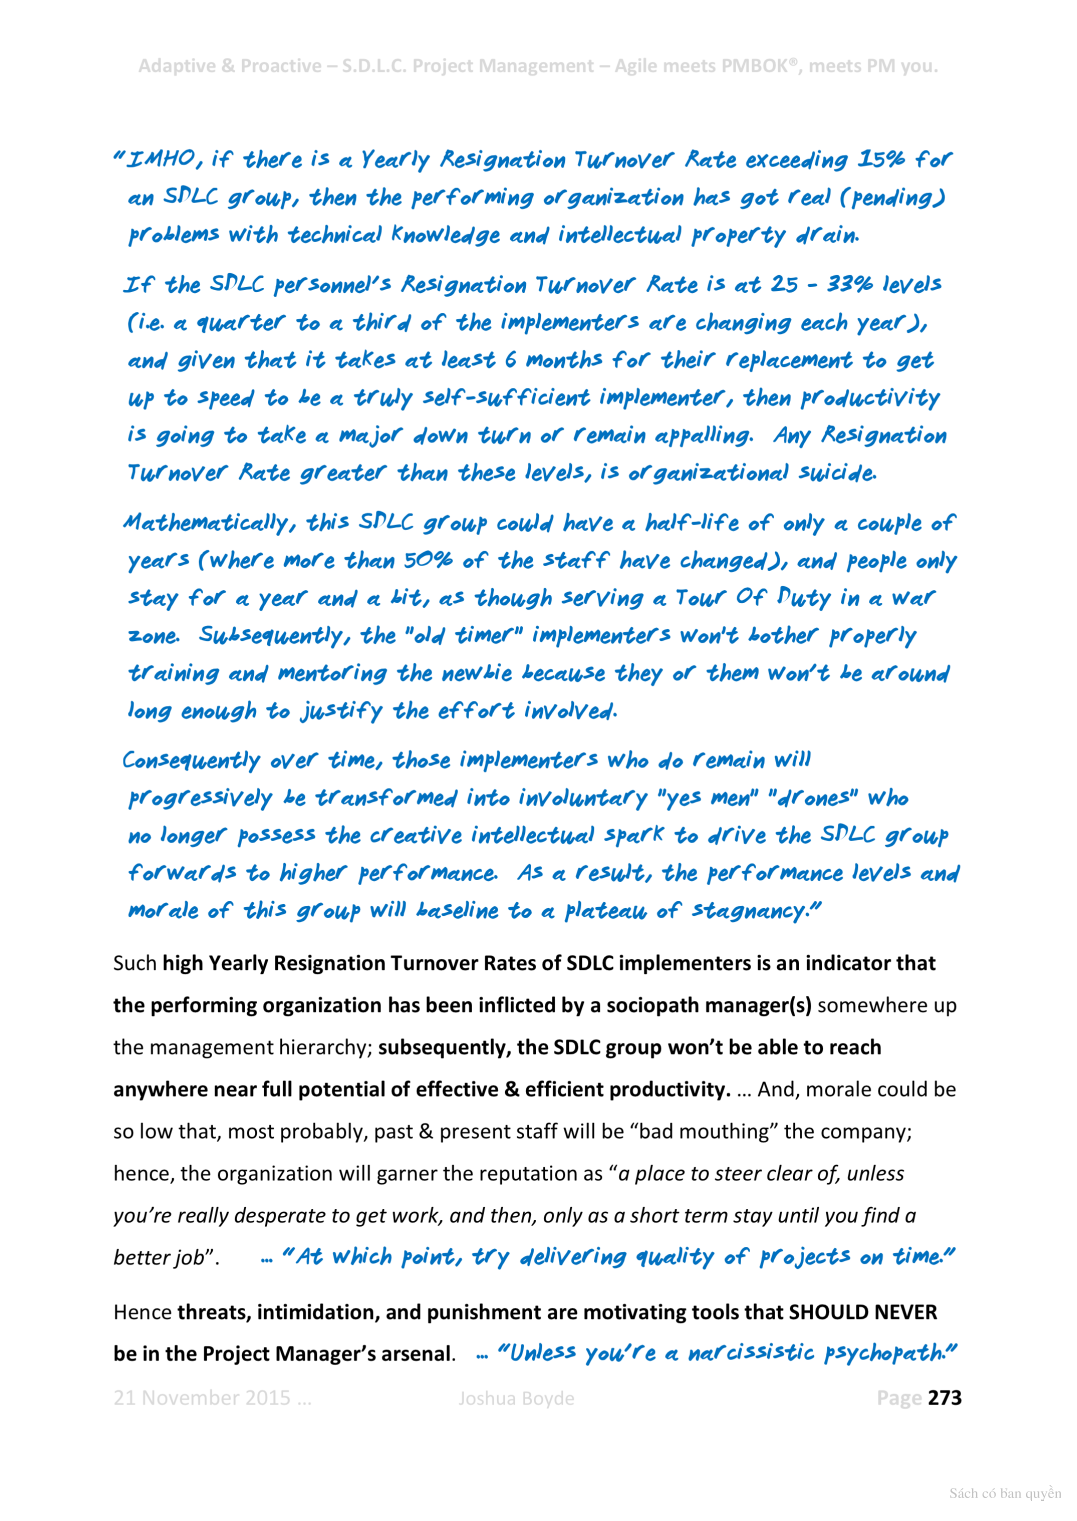 Adaptive & Proactive – S.D.L.C. Project Management – Agile meets PMBOK®, meets PM you.
“IMHO, if there is a Yearly Resignation Turnover Rate exceeding 15% for
an SDLC group, then the performing organization has got real (pending)
problems with technical knowledge and intellectual property drain.
If the SDLC personnel’s Resignation Turnover Rate is at 25 - 33% levels
(i.e. a quarter to a third of the implementers are changing each year),
and given that it takes at least 6 months for their replacement to get
up to speed to be a truly self-sufficient implementer, then productivity
is going to take a major down turn or remain appalling. Any Resignation
Turnover Rate greater than these levels, is organizational suicide.
Mathematically, this SDLC group could have a half-life of only a couple of
years (where more than 50% of the staff have changed), and people only
stay for a year and a bit, as though serving a Tour Of Duty in a war
zone. Subsequently, the "old timer" implementers won't bother properly
training and mentoring the newbie because they or them won’t be around
long enough to justify the effort involved.
Consequently over time, those implementers who do remain will
progressively be transformed into involuntary "yes men" "drones" who
no longer possess the creative intellectual spark to drive the SDLC group
forwards to higher performance. As a result, the performance levels and
morale of this group will baseline to a plateau of stagnancy.”
Such high Yearly Resignation Turnover Rates of SDLC implementers is an indicator that
the performing organization has been inflicted by a sociopath manager(s) somewhere up
the management hierarchy; subsequently, the SDLC group won’t be able to reach
anywhere near full potential of effective & efficient productivity. … And, morale could be
so low that, most probably, past & present staff will be “bad mouthing” the company;
hence, the organization will garner the reputation as “a place to steer clear of, unless
you’re really desperate to get work, and then, only as a short term stay until you find a
better job”. … “At which point, try delivering quality of projects on time.”
Hence threats, intimidation, and punishment are motivating tools that SHOULD NEVER
be in the Project Manager’s arsenal. … “Unless you’re a narcissistic psychopath.”
21 November 2015 … Joshua Boyde Page 273
Sách có bản quyền